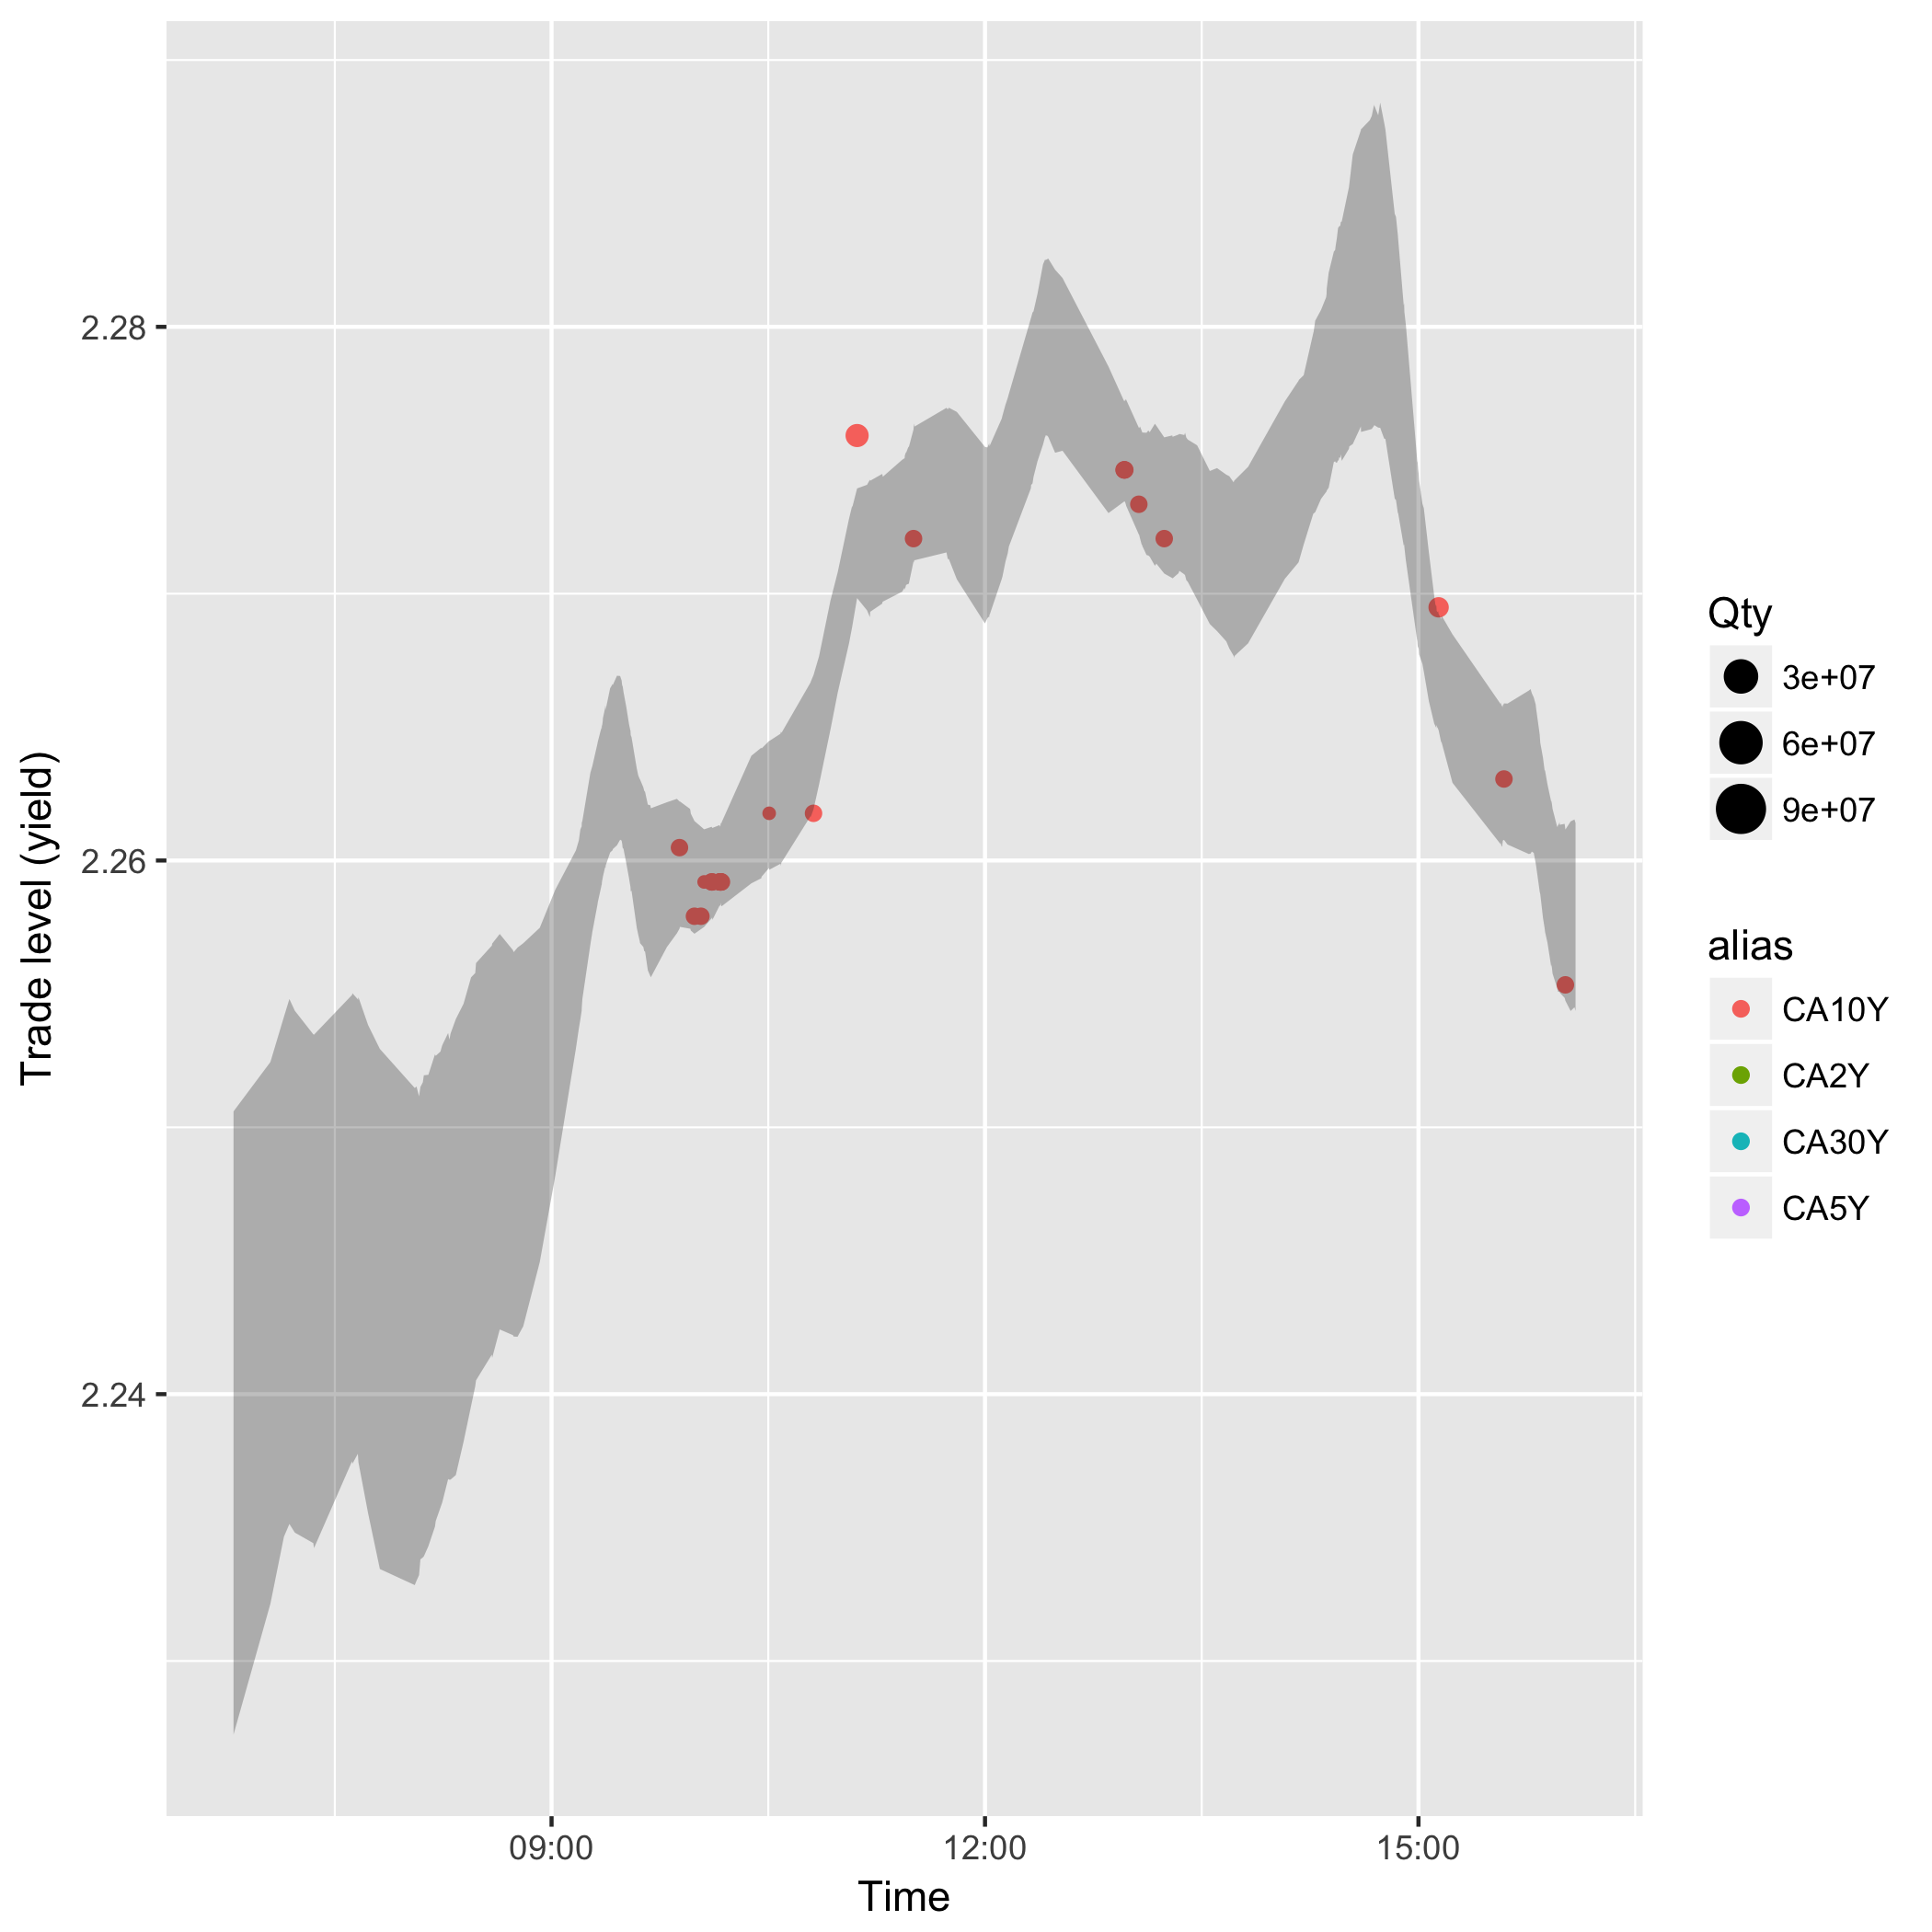 2.28
2.26
2.24
Trade level (yield)
09:00
12:00
15:00
Time
Qty
3e+07
6e+07
9e+07
alias
CA10Y
CA2Y
CA30Y
CA5Y